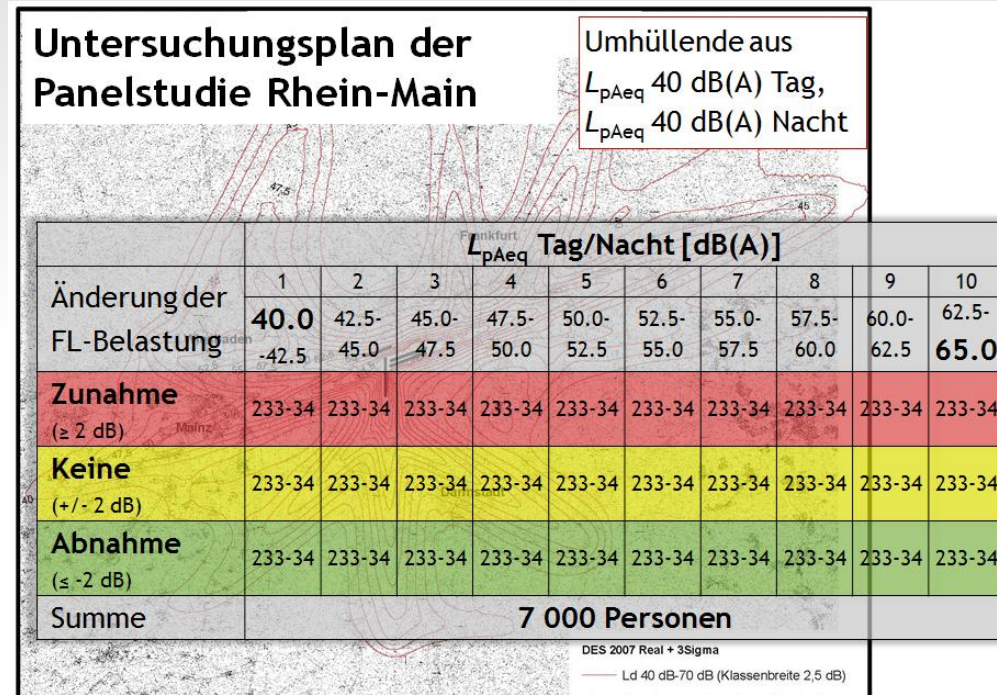 Untersuchungsplan der
Panelstudie Rhein-Main
Umhüllende aus
LpAeq 40 dB(A) Tag,
LpAeq 40 dB(A) Nacht
47.5
45
Frankfurt
LpAeq Tag/Nacht [dB(A)]
Änderung der
FL-Belastung
1 2 3 4 5 6 7 8 9 10
40.0 42.5- 45.0- 47.5- 50.0- 52.5- 55.0- 57.5- 60.0- 62.5-
-42.5 45.0 47.5 50.0 52.5 55.0 57.5 60.0 62.5 65.0
Zunahme
(≥ 2 dB)
233-34 233-34 233-34 233-34 233-34 233-34 233-34 233-34 233-34 233-34
Mainz
Keine
(+/- 2 dB)
233-34 233-34 233-34 233-34 233-34 233-34 233-34 233-34 233-34 233-34
40
Darmstadt
Abnahme
(≤ -2 dB)
233-34 233-34 233-34 233-34 233-34 233-34 233-34 233-34 233-34 233-34
Summe 7 000 Personen
DES 2007 Real + 3Sigma
Ld 40 dB-70 dB (Klassenbreite 2,5 dB)